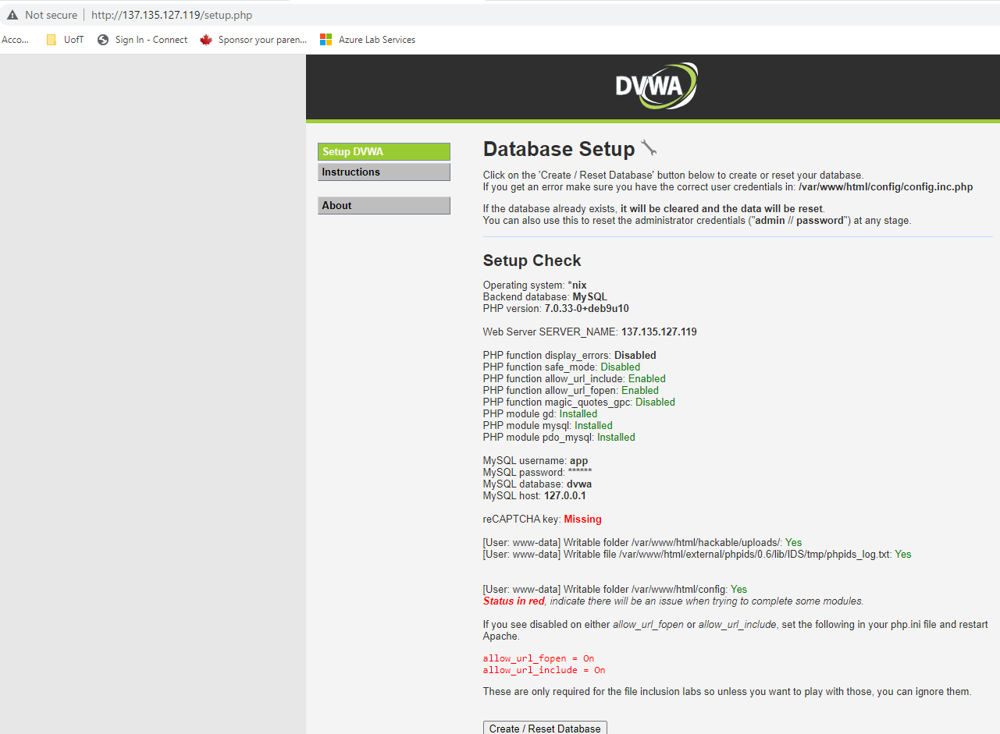 Not secure | http://137.135.127.119/setup.php
Acco... UofT Sign In - Connect Sponsor your paren... Azure Lab Services
DVWA
Setup DVWA
Instructions
About
Database Setup
Click on the 'Create / Reset Database' button below to create or reset your database.
If you get an error make sure you have the correct user credentials in: /var/www/html/config/config.inc.php
If the database already exists, it will be cleared and the data will be reset.
You can also use this to reset the administrator credentials ("admin // password") at any stage.
Setup Check
Operating system: *nix
Backend database: MySQL
PHP version: 7.0.33-0+deb9u10
Web Server SERVER_NAME: 137.135.127.119
PHP function display_errors: Disabled
PHP function safe_mode: Disabled
PHP function allow_url_include: Enabled
PHP function allow_url_fopen: Enabled
PHP function magic_quotes_gpc: Disabled
PHP module gd: Installed
PHP module mysql: Installed
PHP module pdo_mysql: Installed
MySQL username: app
MySQL password: ******
MySQL database: dvwa
MySQL host: 127.0.0.1
reCAPTCHA key: Missing
[User: www-data] Writable folder /var/www/html/hackable/uploads/: Yes
[User: www-data] Writable file /var/www/html/external/phpids/0.6/lib/IDS/tmp/phpids_log.txt: Yes
[User: www-data] Writable folder /var/www/html/config: Yes
Status in red, indicate there will be an issue when trying to complete some modules.
If you see disabled on either allow_url_fopen or allow_url_include, set the following in your php.ini file and restart
Apache.
allow_url_fopen = On
allow_url_include = On
These are only required for the file inclusion labs so unless you want to play with those, you can ignore them.
Create / Reset Database